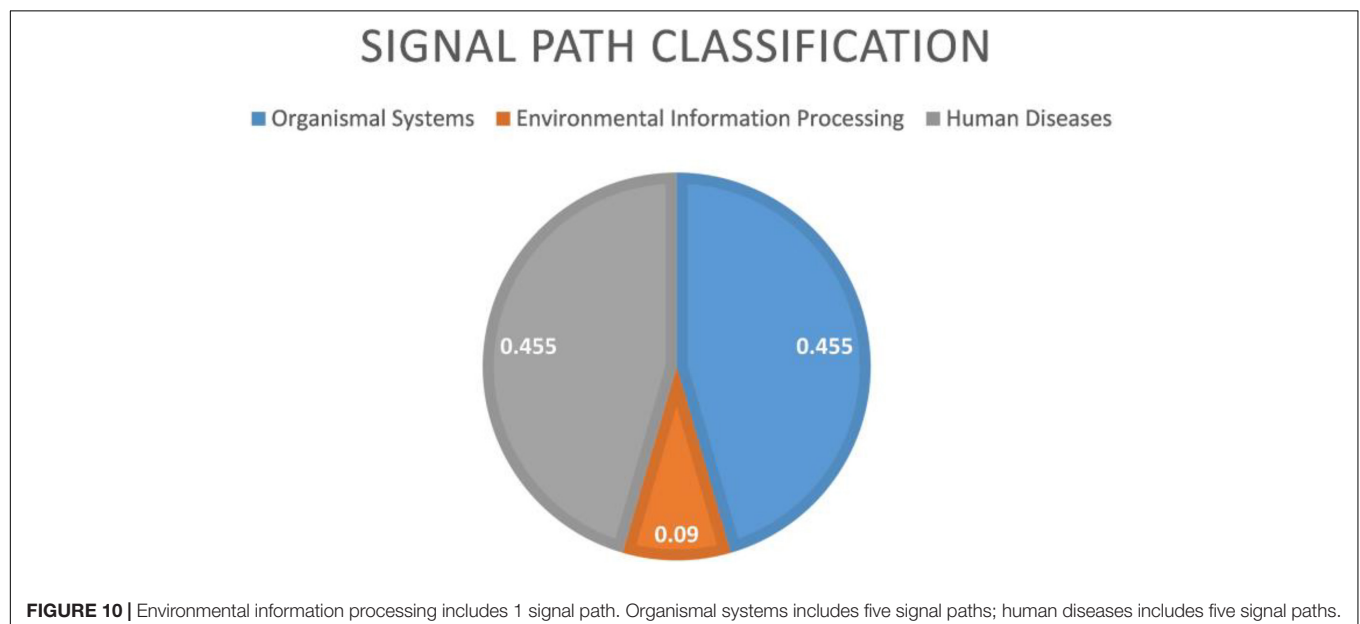 SIGNAL PATH CLASSIFICATION
Organismal Systems Environmental Information Processing Human Diseases
0.455 0.455
0.09
FIGURE 10 | Environmental information processing includes 1 signal path. Organismal systems includes five signal paths; human diseases includes five signal paths.